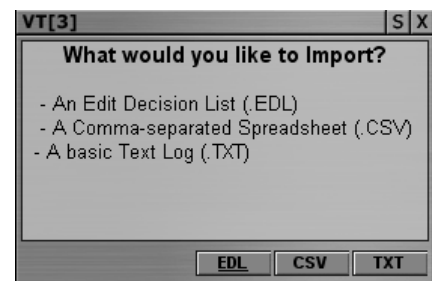 VT[3] S X
What would you like to Import?
- An Edit Decision List (.EDL)
- A Comma-separated Spreadsheet (.CSV)
- A basic Text Log (.TXT)
EDL CSV TXT